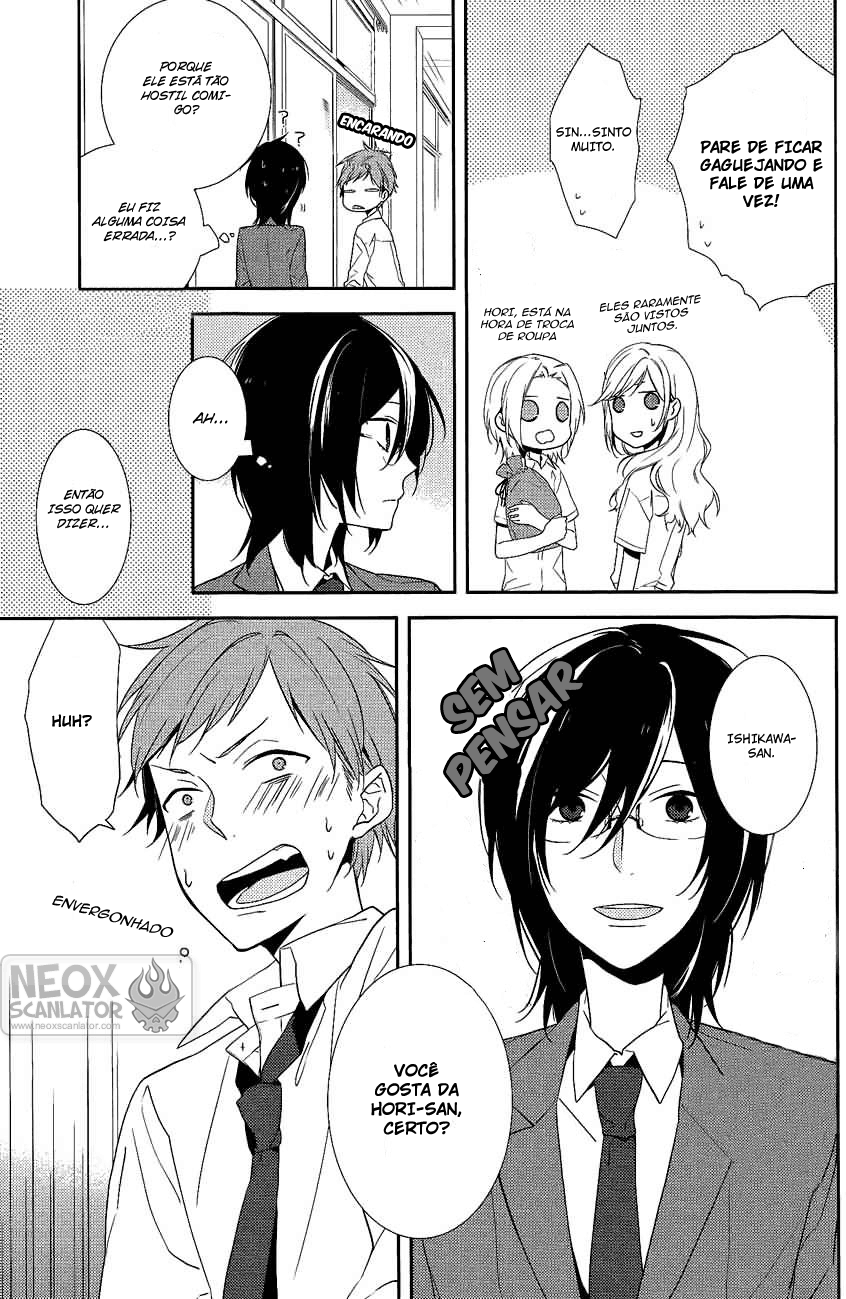 PARE DE FICAR
GAGUEJANDO E
FALE DE UMA
VEZ!
SIN...SINTO
MUITO.
ELES RARAMENTE
SÃO VISTOS
JUNTOS.
HORI, ESTÁ NA
HORA DE TROCA
DE ROUPA
ENCARANDO
PORQUE
ELE ESTÁ TÃO
HOSTIL COMI-
GO?
?
?
EU FIZ
ALGUMA COISA
ERRADA...?
AH...
ENTÃO
ISSO QUER
DIZER...
ISHIKAWA-
SAN.
SEM
PENSAR
VOCÊ
GOSTA DA
HORI-SAN,
CERTO?
HUH?
ENVERGONHADO
NEOX
SCANLATOR
www.neoxscanlator.com